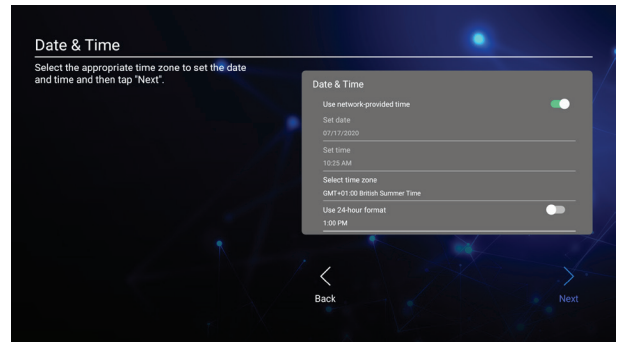 Date & Time
Select the appropriate time zone to set the date
and time and then tap "Next".
Date & Time
Use network-provided time
Set date
07/17/2020
Set time
10:25 AM
Select time zone
GMT+01:00 British Summer Time
Use 24-hour format
1:00 PM
Back
Next